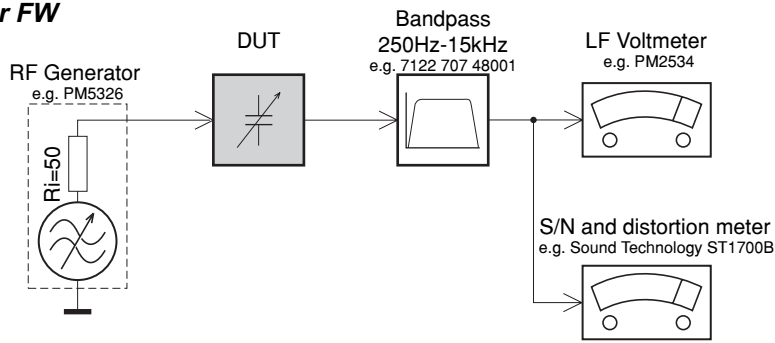 r FW
RF Generator
e.g. PM5326
Ri=50
DUT
Bandpass
250Hz-15kHz
e.g. 7122 707 48001
LF Voltmeter
e.g. PM2534
S/N and distortion meter
e.g. Sound Technology ST1700B